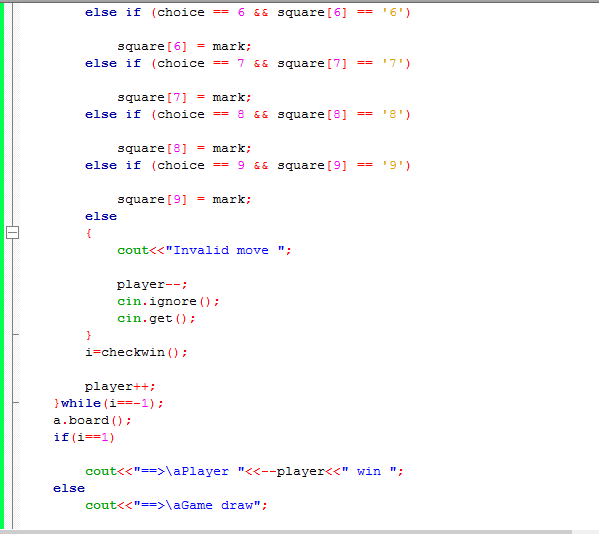 else if (choice == 6 && square[6] == '6')
square[6] = mark;
else if (choice == 7 && square[7] == '7')
square[7] = mark;
else if (choice == 8 && square[8] == '8')
square[8] = mark;
else if (choice == 9 && square[9] == '9')
square[9] = mark;
else
{
cout<<"Invalid move ";
player--;
cin.ignore();
cin.get();
}
i=checkwin();
player++;
}while(i==-1);
a.board();
if(i==1)
cout<<"==>\aPlayer "<<--player<<" win ";
else
cout<<"==>\aGame draw";